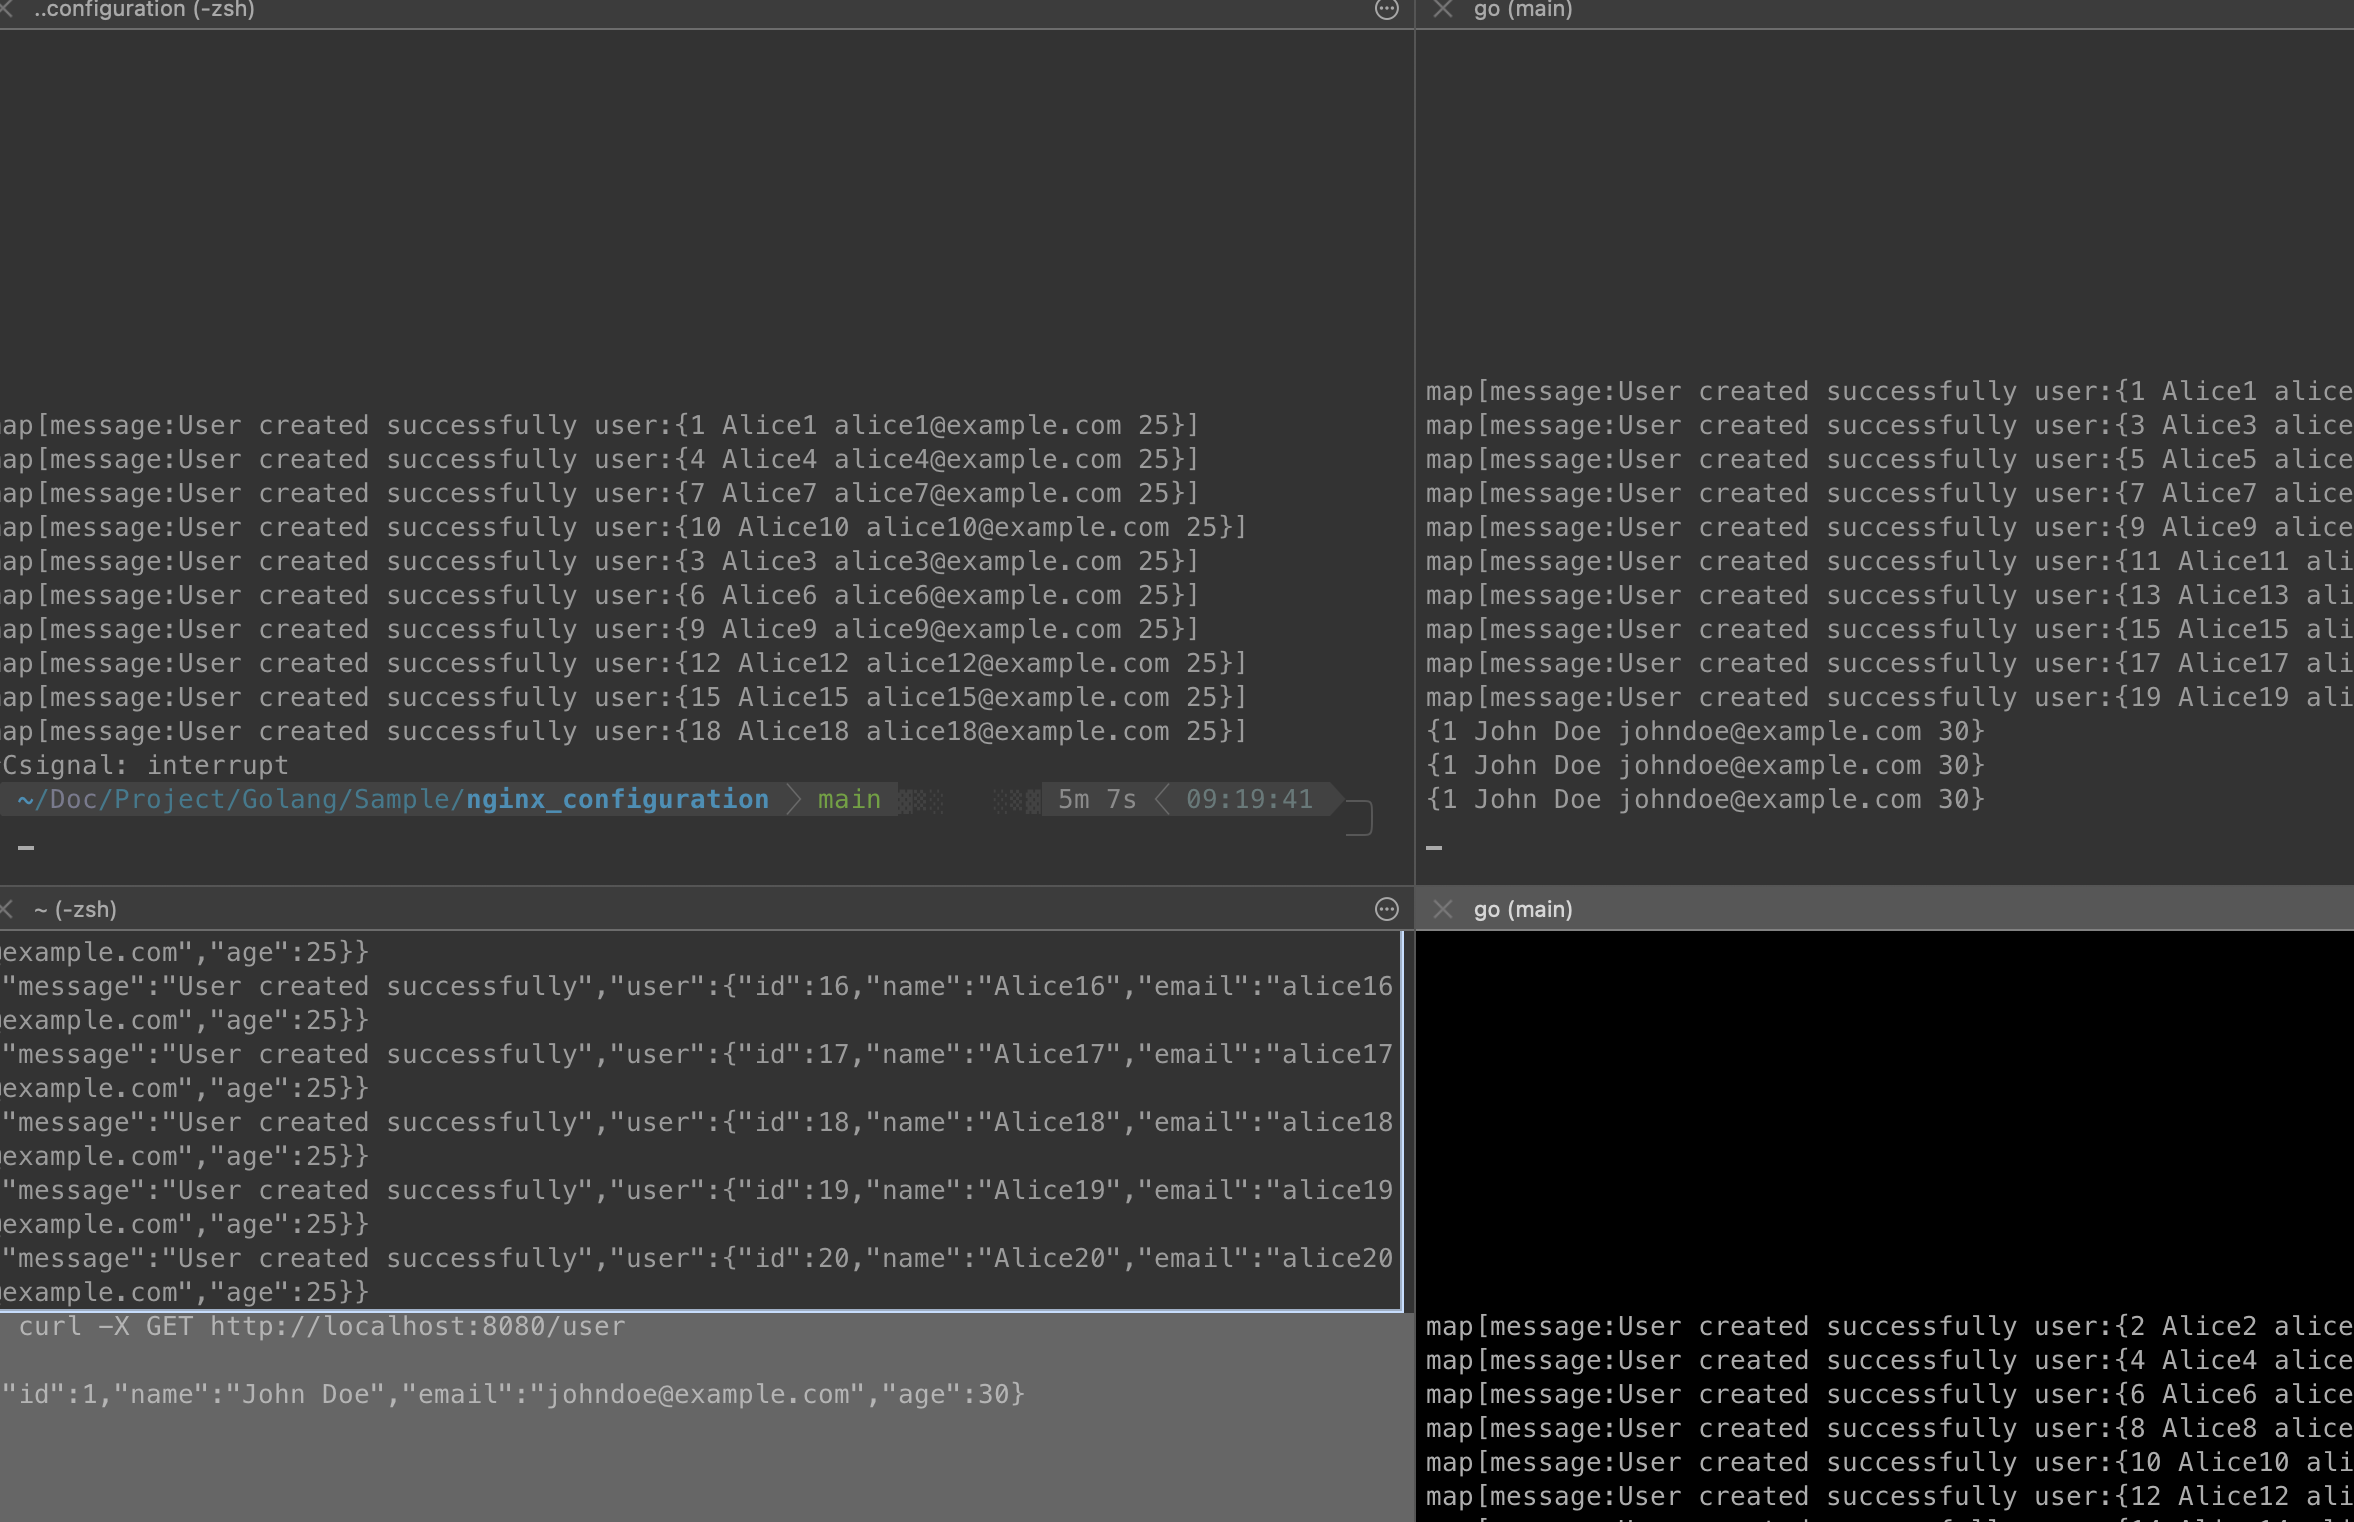 ..configuration (-zsh)
ap[message:User created successfully user:{1 Alice1 alice1@example.com 25}]
ap[message:User created successfully user:{4 Alice4 alice4@example.com 25}]
ap[message:User created successfully user:{7 Alice7 alice7@example.com 25}]
ap[message:User created successfully user:{10 Alice10 alice10@example.com 25}]
ap[message:User created successfully user:{3 Alice3 alice3@example.com 25}]
ap[message:User created successfully user:{6 Alice6 alice6@example.com 25}]
ap[message:User created successfully user:{9 Alice9 alice9@example.com 25}]
ap[message:User created successfully user:{12 Alice12 alice12@example.com 25}]
ap[message:User created successfully user:{15 Alice15 alice15@example.com 25}]
ap[message:User created successfully user:{18 Alice18 alice18@example.com 25}]
Csignal: interrupt
~/Doc/Project/Golang/Sample/nginx_configuration main 5m 7s 09:19:41
go (main)
map[message:User created successfully user:{1 Alice1 alice
map[message:User created successfully user:{3 Alice3 alice
map[message:User created successfully user:{5 Alice5 alice
map[message:User created successfully user:{7 Alice7 alice
map[message:User created successfully user:{9 Alice9 alice
map[message:User created successfully user:{11 Alice11 ali
map[message:User created successfully user:{13 Alice13 ali
map[message:User created successfully user:{15 Alice15 ali
map[message:User created successfully user:{17 Alice17 ali
map[message:User created successfully user:{19 Alice19 ali
{1 John Doe johndoe@example.com 30}
{1 John Doe johndoe@example.com 30}
{1 John Doe johndoe@example.com 30}
~ (-zsh)
example.com","age":25}}
"message":"User created successfully","user":{"id":16,"name":"Alice16","email":"alice16
example.com","age":25}}
"message":"User created successfully","user":{"id":17,"name":"Alice17","email":"alice17
example.com","age":25}}
"message":"User created successfully","user":{"id":18,"name":"Alice18","email":"alice18
example.com","age":25}}
"message":"User created successfully","user":{"id":19,"name":"Alice19","email":"alice19
example.com","age":25}}
"message":"User created successfully","user":{"id":20,"name":"Alice20","email":"alice20
example.com","age":25}}
curl -X GET http://localhost:8080/user
"id":1,"name":"John Doe","email":"johndoe@example.com","age":30}
go (main)
map[message:User created successfully user:{2 Alice2 alice
map[message:User created successfully user:{4 Alice4 alice
map[message:User created successfully user:{6 Alice6 alice
map[message:User created successfully user:{8 Alice8 alice
map[message:User created successfully user:{10 Alice10 ali
map[message:User created successfully user:{12 Alice12 ali